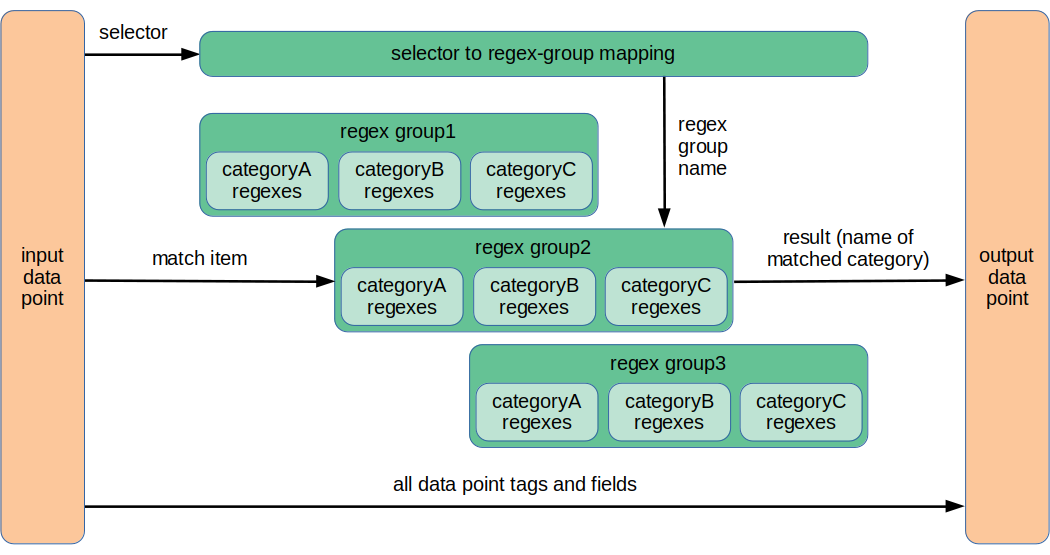 selector
selector to regex-group mapping
regex
group
name
regex group1
categoryA
regexes
categoryB
regexes
categoryC
regexes
input
data
point
match item
regex group2
categoryA
regexes
categoryB
regexes
categoryC
regexes
result (name of
matched category)
output
data
point
regex group3
categoryA
regexes
categoryB
regexes
categoryC
regexes
all data point tags and fields